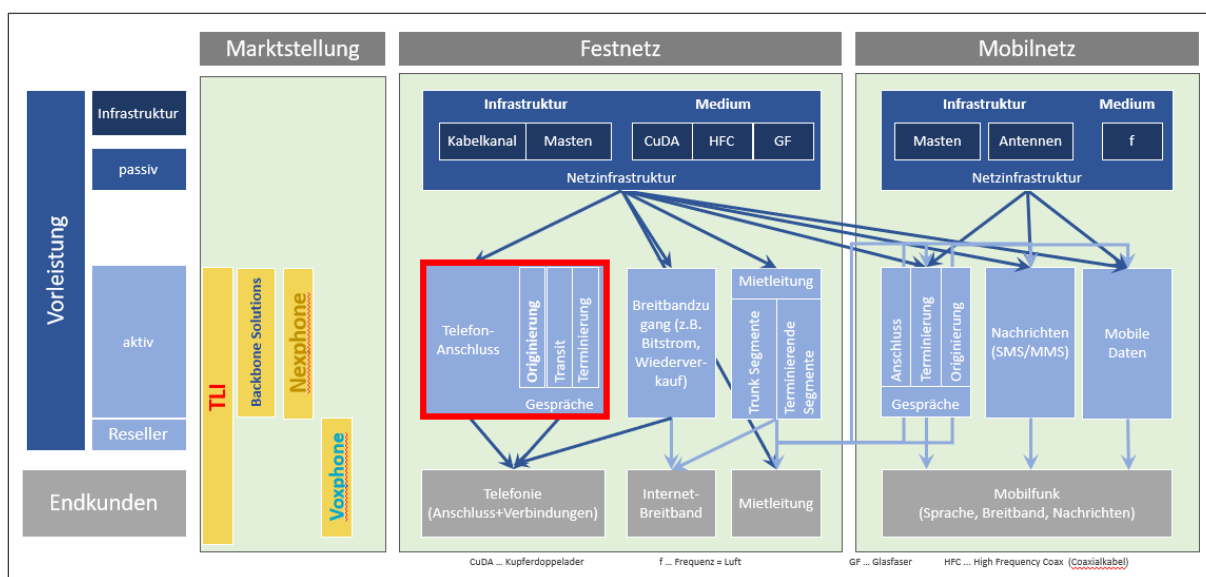 Marktstellung
Festnetz
Mobilnetz
Vorleistung
Infrastruktur
passiv
aktiv
Reseller
Endkunden
TLI
Backbone Solutions
Nexphone
Voxphone
Infrastruktur
Medium
Kabelkanal
Masten
CuDA
HFC
GF
Netzinfrastruktur
Infrastruktur
Medium
Masten
Antennen
f
Netzinfrastruktur
Telefon-
Anschluss
Originierung
Transit
Terminierung
Gespräche
Breitbandzu
gang (z.B.
Bitstrom,
Wiederver-
kauf)
Mietleitung
Trunk Segmente
Terminierende
Segmente
Anschluss
Terminierung
Originierung
Gespräche
Nachrichten
(SMS/MMS)
Mobile
Daten
Telefonie
(Anschluss+Verbindungen)
Internet-
Breitband
Mietleitung
Mobilfunk
(Sprache, Breitband, Nachrichten)
CuDA ... Kupferdoppelader
f ... Frequenz = Luft
GF ... Glasfaser
HFC ... High Frequency Coax (Coaxialkabel)